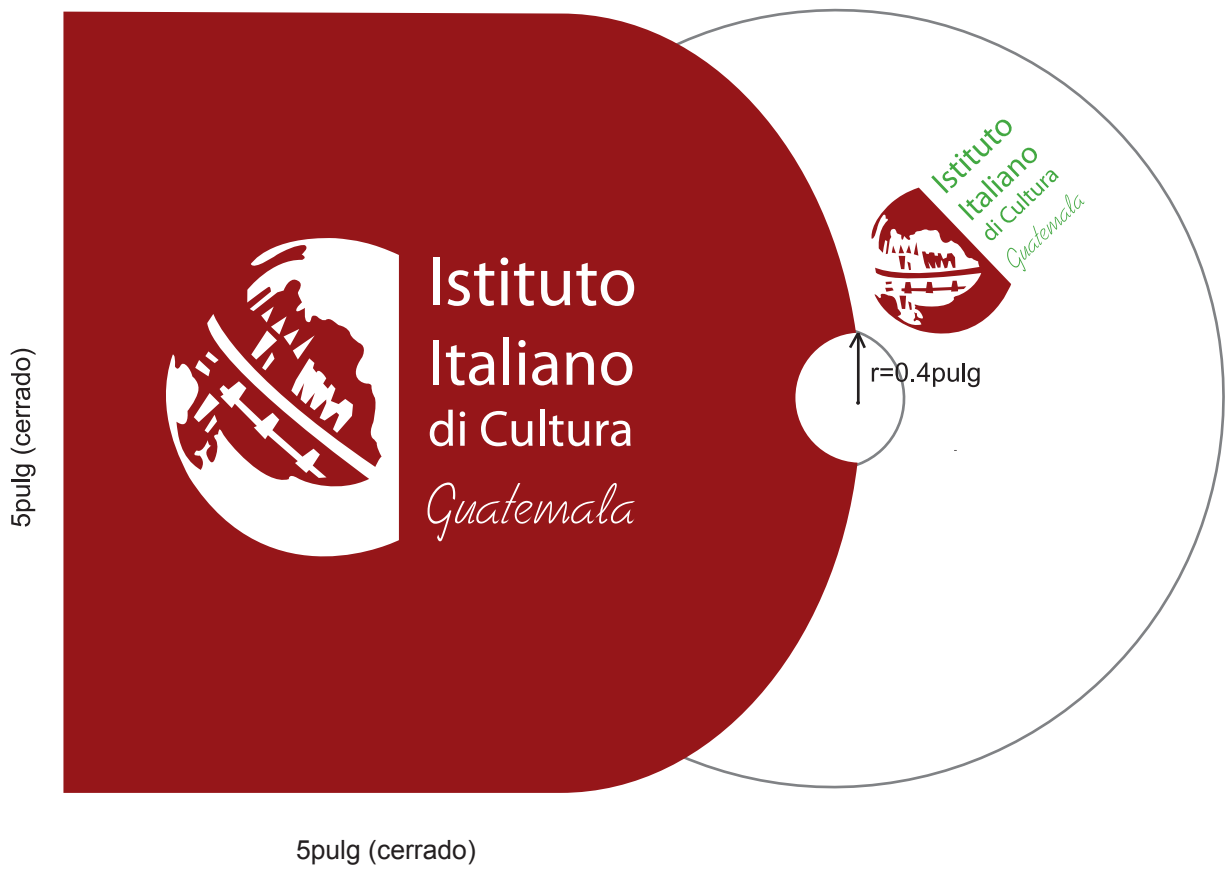 Istituto
Italiano
di Cultura
Guatemala
Istituto
Italiano
di Cultura
Guatemala
r=0.4pulg
5pulg (cerrado)
5pulg (cerrado)